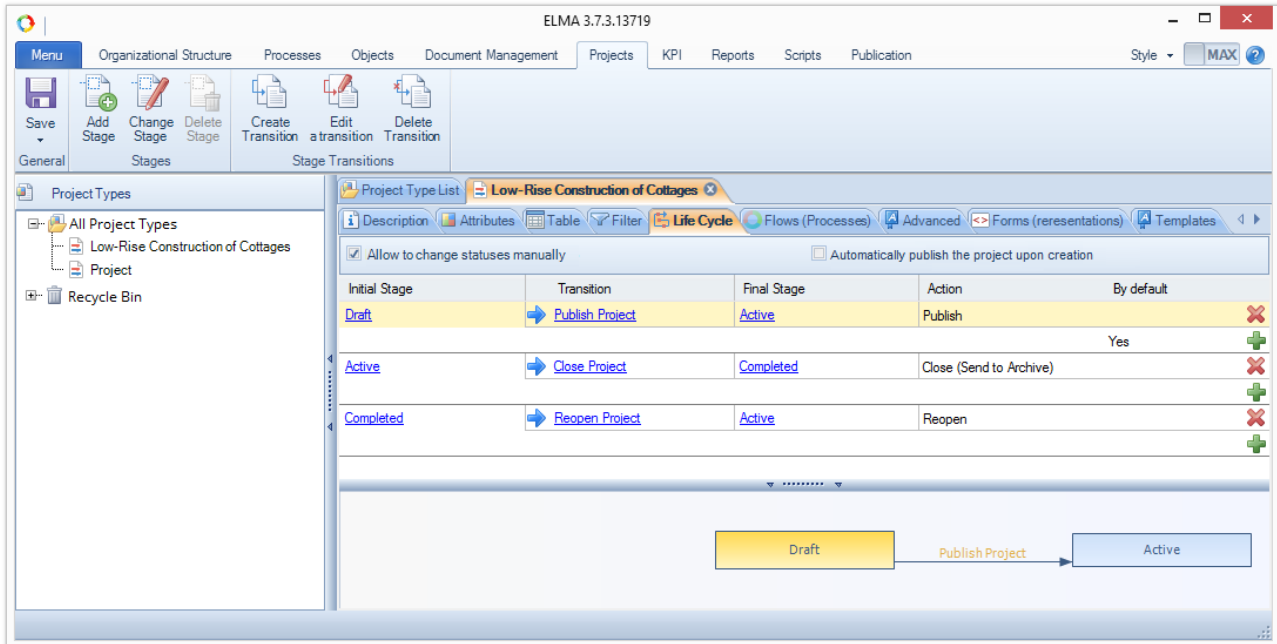 ELMA 3.7.3.13719
Menu Organizational Structure Processes Objects Document Management Projects KPI Reports Scripts Publication Style MAX
Save Add Stage Change Stage Delete Stage Create Transition Edit a transition Delete Transition
General Stages Stage Transitions
Project Types
All Project Types
Low-Rise Construction of Cottages
Project
Recycle Bin
Project Type List Low-Rise Construction of Cottages
Description Attributes Table Filter Life Cycle Flows (Processes) Advanced Forms (reresentations) Templates
Allow to change statuses manually Automatically publish the project upon creation
Initial Stage Transition Final Stage Action By default
Draft Publish Project Active Publish
Yes
Active Close Project Completed Close (Send to Archive)
Completed Reopen Project Active Reopen
Draft Publish Project Active